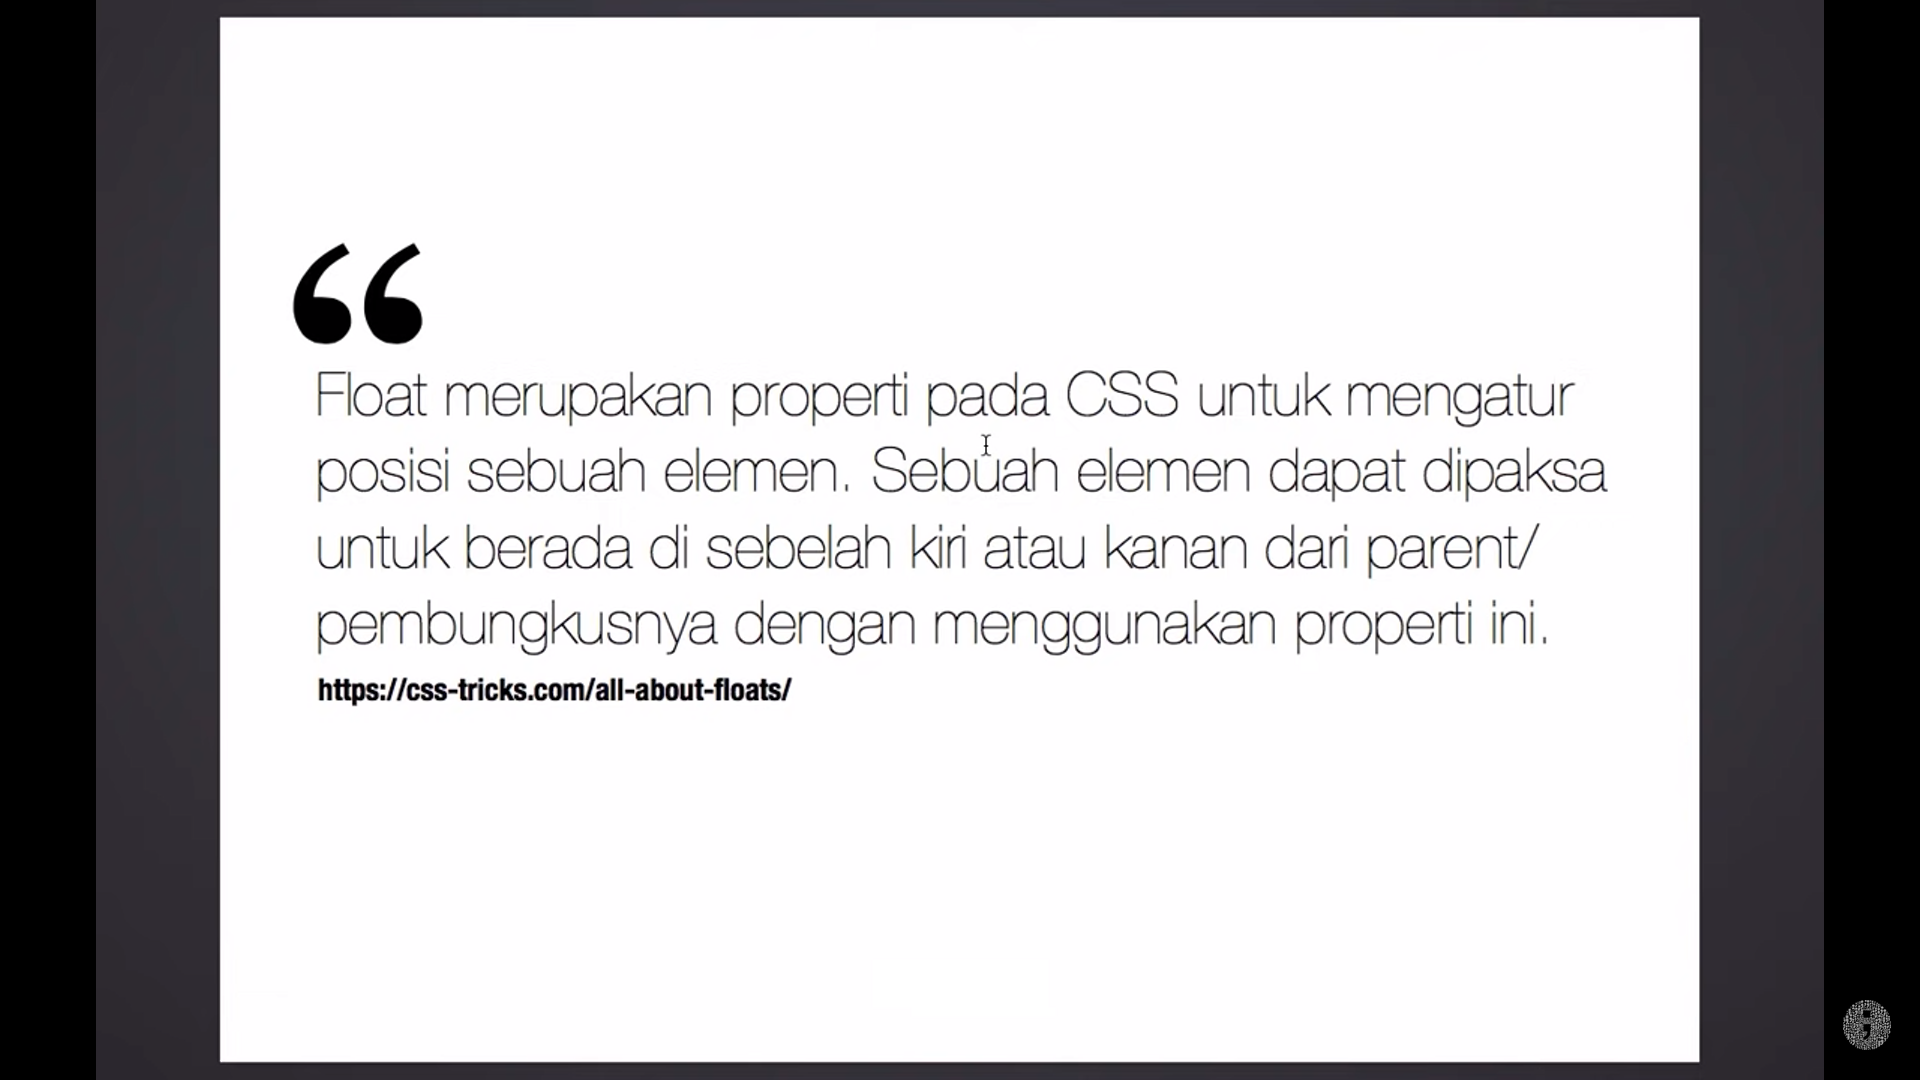 “
Float merupakan properti pada CSS untuk mengatur
posisi sebuah elemen. Sebuah elemen dapat dipaksa
untuk berada di sebelah kiri atau kanan dari parent/
pembungkusnya dengan menggunakan properti ini.
https://css-tricks.com/all-about-floats/